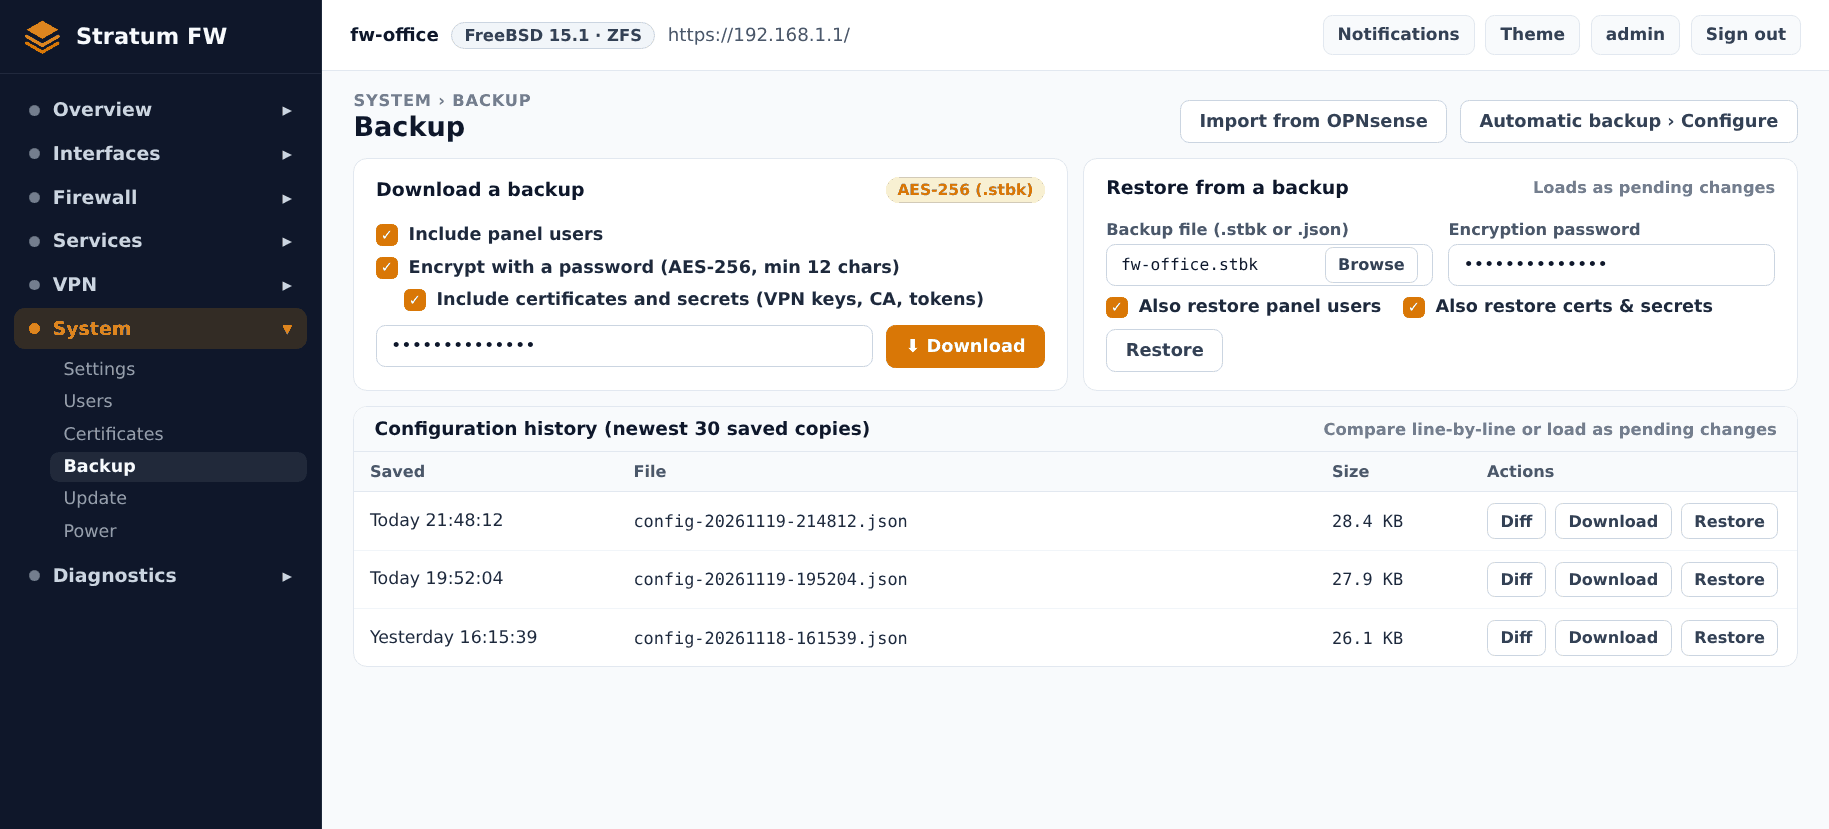 Stratum FW
fw-office FreeBSD 15.1 · ZFS https://192.168.1.1/ Notifications Theme admin Sign out
Overview ▸
Interfaces ▸
Firewall ▸
Services ▸
VPN ▸
System ▾
Settings
Users
Certificates
Backup
Update
Power
Diagnostics ▸
SYSTEM › BACKUP
Backup
Import from OPNsense Automatic backup › Configure
Download a backup AES-256 (.stbk)
✓ Include panel users
✓ Encrypt with a password (AES-256, min 12 chars)
✓ Include certificates and secrets (VPN keys, CA, tokens)
•••••••••••••• ⬇ Download
Restore from a backup Loads as pending changes
Backup file (.stbk or .json) Encryption password
fw-office.stbk Browse ••••••••••••••
✓ Also restore panel users ✓ Also restore certs & secrets
Restore
Configuration history (newest 30 saved copies) Compare line-by-line or load as pending changes
Saved File Size Actions
Today 21:48:12 config-20261119-214812.json 28.4 KB Diff Download Restore
Today 19:52:04 config-20261119-195204.json 27.9 KB Diff Download Restore
Yesterday 16:15:39 config-20261118-161539.json 26.1 KB Diff Download Restore